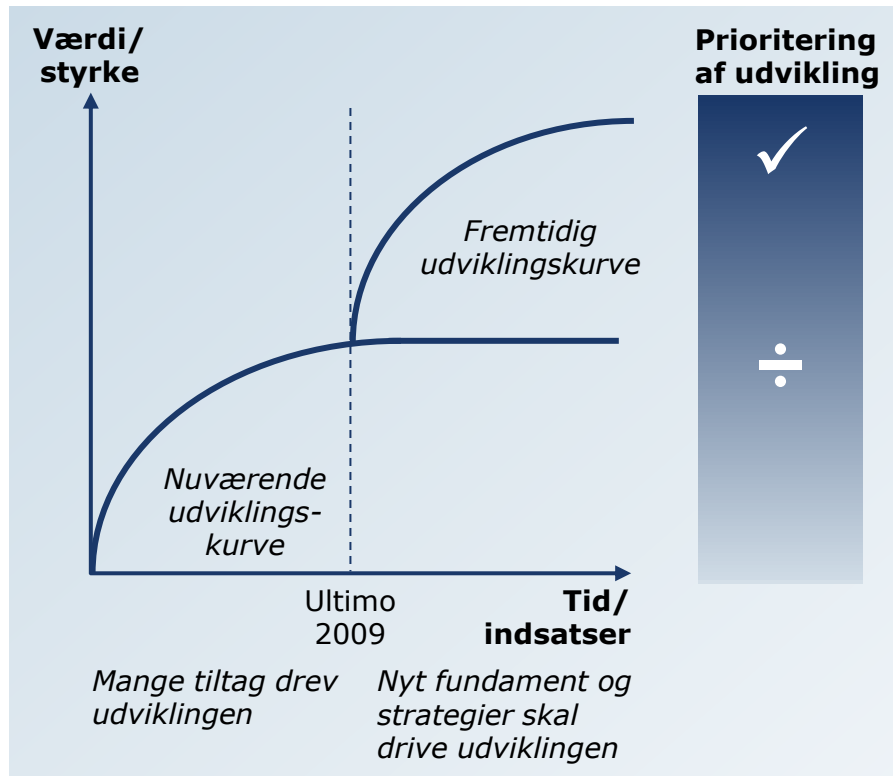 Værdi/
styrke
Prioritering
af udvikling
✓
Fremtidig
udviklingskurve
÷
Nuværende
udviklings-
kurve
Ultimo
2009
Tid/
indsatser
Mange tiltag drev
udviklingen
Nyt fundament og
strategier skal
drive udviklingen